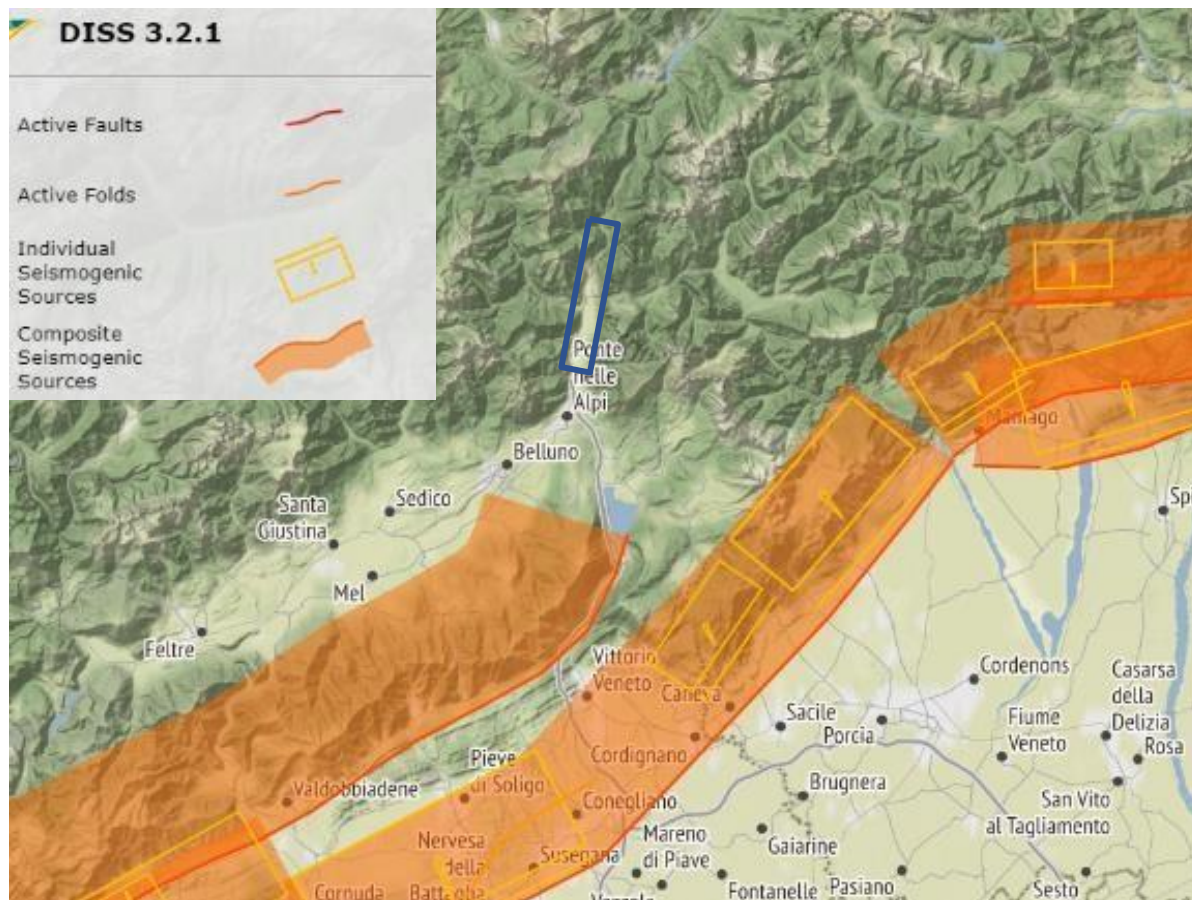 DISS 3.2.1
Active Faults
Active Folds
Individual
Seismogenic
Sources
Composite
Seismogenic
Sources
Ponte
nelle
Alpi
Belluno
Sedico
Santa
Giustina
Mel
Feltre
Maniago
Sp
Vittorio
Veneto
Caneva
Cordenons
Casarsa
della
Delizia
Rosa
Sacile
Porcia
Fiume
Veneto
Cordignano
Pieve
di Soligo
Valdobbiadene
Brugnera
San Vito
al Tagliamento
Conegliano
Nervesa
della
Battaglia
Susegana
Mareno
di Piave
Gaiarine
Cornuda
Fontanelle
Pasiano
Sesto